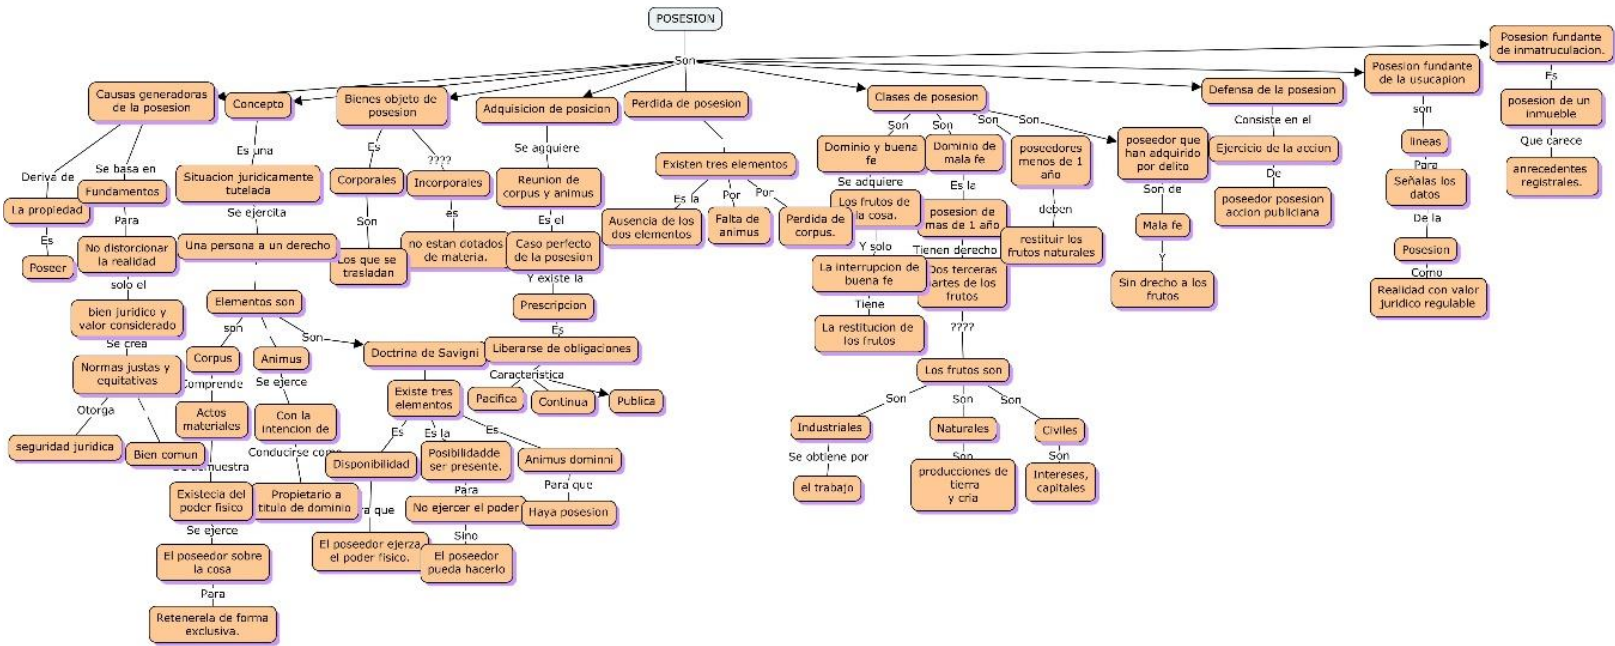 POSESION
Son
Causas generadoras
de la posesion
Deriva de
La propiedad
Es
Poseer
Se basa en
Fundamentos
Para
No distorcionar
la realidad
solo el
bien juridico y
valor considerado
Se crea
Normas justas y
equitativas
Otorga
seguridad juridica
Bien comun
Concepto
Es una
Situacion juridicamente
tutelada
Se ejercita
Una persona a un derecho
Elementos son
son
Corpus
Comprende
Actos
materiales
Se demuestra
Existecia del
poder fisico
Se ejerce
El poseedor sobre
la cosa
Para
Retenerela de forma
exclusiva.
Animus
Se ejerce
Con la
intencion de
Conducirse como
Propietario a
titulo de dominio
Son
Doctrina de Savigni
Existe tres
elementos
Es
Disponibilidad
ra que
El poseedor ejerza
el poder fisico.
Es la
Posibilidadde
ser presente.
Para
No ejercer el poder
Sino
El poseedor
pueda hacerlo
Es
Animus dominni
Para que
Haya posesion
Bienes objeto de
posesion
Es
Corporales
Son
Los que se
trasladan
????
Incorporales
es
no estan dotados
de materia.
Adquisicion de posicion
Se adquiere
Reunion de
corpus y animus
Es el
Caso perfecto
de la posesion
Y existe la
Prescripcion
Es
Liberarse de obligaciones
Caracteristica
Pacifica
Continua
Publica
Perdida de posesion
Existen tres elementos
Es la
Ausencia de los
dos elementos
Por
Falta de
animus
Por
Perdida de
corpus.
Clases de posesion
Son
Dominio y buena
fe
Se adquiere
Los frutos de
la cosa.
Y solo
La interrupcion de
buena fe
Tiene
La restitucion de
los frutos
Son
Dominio de
mala fe
Es la
posesion de
mas de 1 año
Tienen derecho
Dos terceras
partes de los
frutos
????
Los frutos son
Son
Industriales
Se obtiene por
el trabajo
Son
Naturales
Son
producciones de
tierra
y cria
Son
Civiles
Son
Intereses,
capitales
Son
poseedores
menos de 1
año
deben
restituir los
frutos naturales
Son
poseedor que
han adquirido
por delito
Son de
Mala fe
Y
Sin drecho a los
frutos
Defensa de la posesion
Consiste en el
Ejercicio de la accion
De
poseedor posesion
accion publiciana
Posesion fundante
de la usucapion
son
lineas
Para
Señalas los
datos
De la
Posesion
Como
Realidad con valor
juridico regulable
Posesion fundante
de inmatruculacion.
Es
posesion de un
inmueble
Que carece
anrecedentes
registrales.